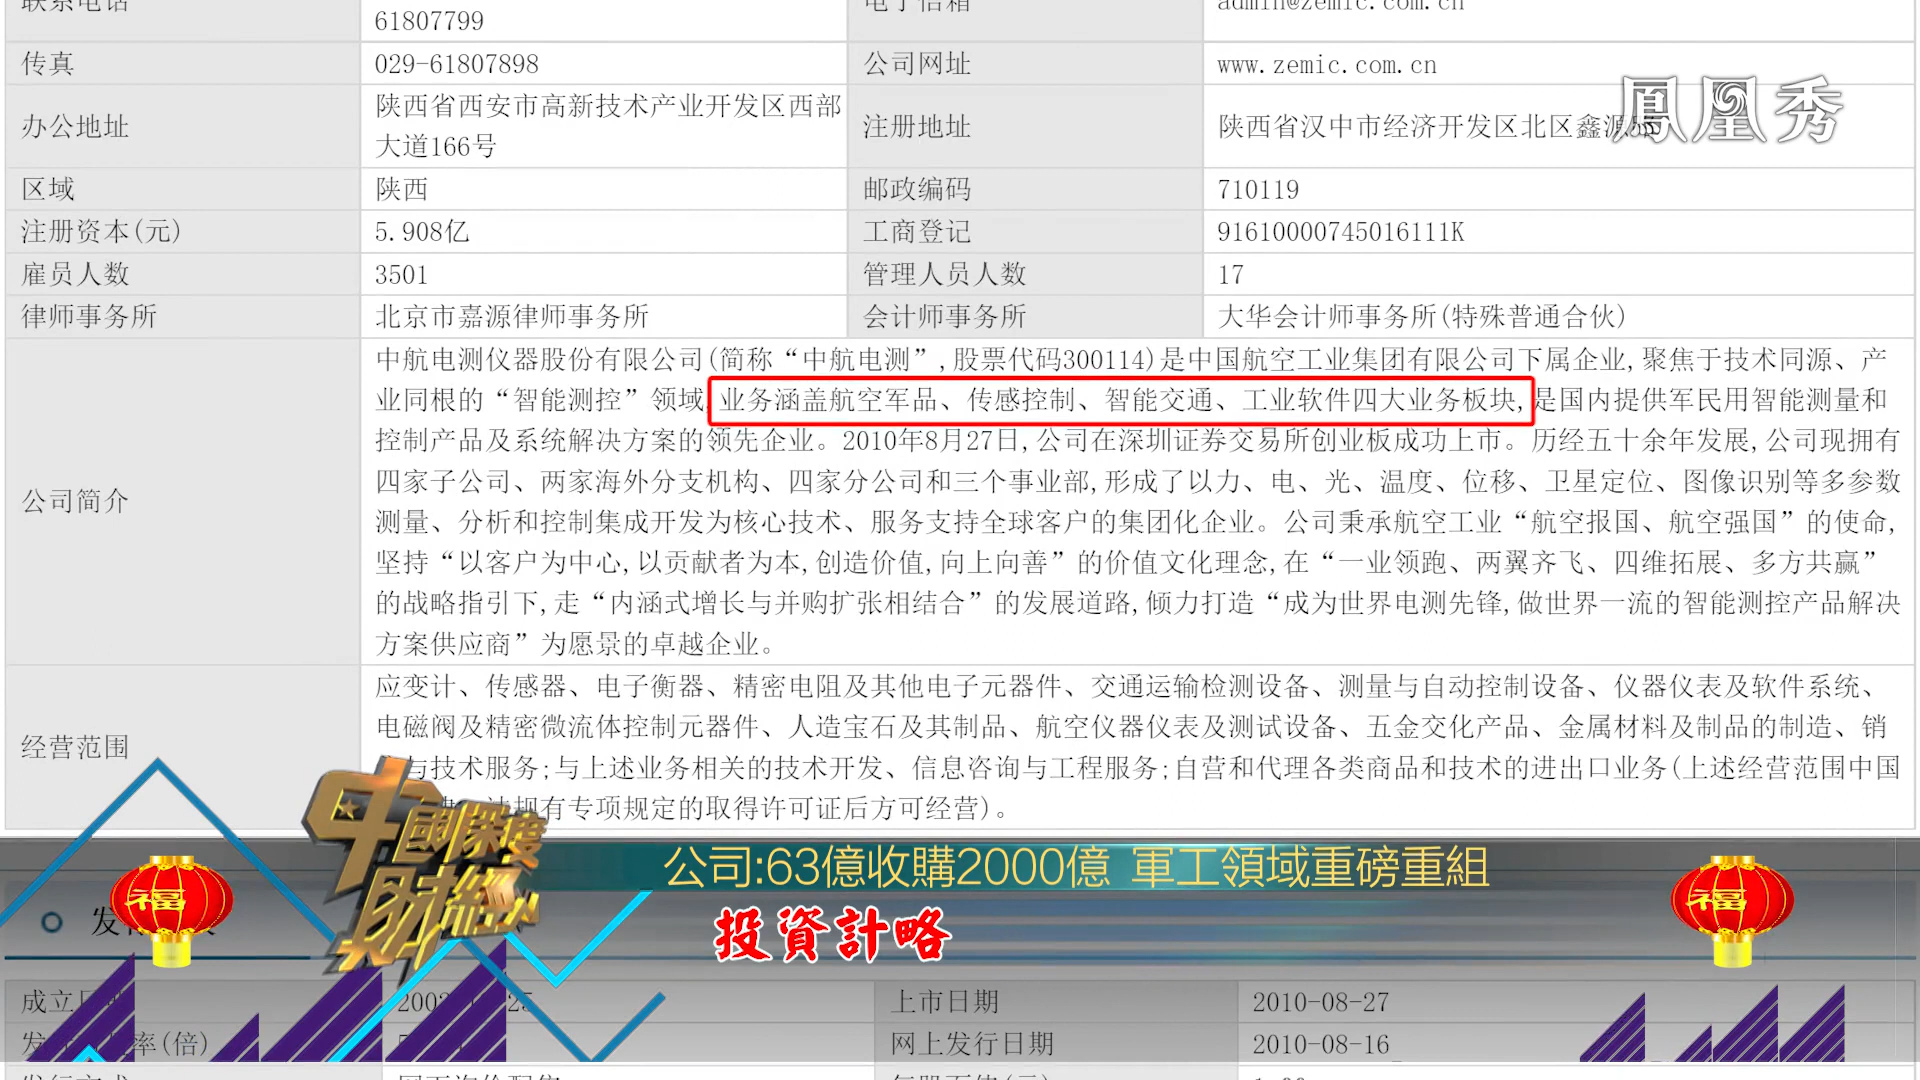 61807799
传真 029-61807898 公司网址 www.zemic.com.cn
凤凰秀
办公地址 陕西省西安市高新技术产业开发区西部大道166号 注册地址 陕西省汉中市经济开发区北区鑫源
区域 陕西 邮政编码 710119
注册资本(元) 5.908亿 工商登记 91610000745016111K
雇员人数 3501 管理人员人数 17
律师事务所 北京市嘉源律师事务所 会计师事务所 大华会计师事务所(特殊普通合伙)
公司简介
中航电测仪器股份有限公司(简称“中航电测”,股票代码300114)是中国航空工业集团有限公司下属企业,聚焦于技术同源、产
业同根的“智能测控”领域,业务涵盖航空军品、传感控制、智能交通、工业软件四大业务板块,是国内提供军民用智能测量和
控制产品及系统解决方案的领先企业。2010年8月27日,公司在深圳证券交易所创业板成功上市。历经五十余年发展,公司现拥有
四家子公司、两家海外分支机构、四家分公司和三个事业部,形成了以力、电、光、温度、位移、卫星定位、图像识别等多参数
测量、分析和控制集成开发为核心技术、服务支持全球客户的集团化企业。公司秉承航空工业“航空报国、航空强国”的使命,
坚持“以客户为中心,以贡献者为本,创造价值,向上向善”的价值文化理念,在“一业领跑、两翼齐飞、四维拓展、多方共赢”
的战略指引下,走“内涵式增长与并购扩张相结合”的发展道路,倾力打造“成为世界电测先锋,做世界一流的智能测控产品解决
方案供应商”为愿景的卓越企业。
经营范围
应变计、传感器、电子衡器、精密电阻及其他电子元器件、交通运输检测设备、测量与自动控制设备、仪器仪表及软件系统、
电磁阀及精密微流体控制元器件、人造宝石及其制品、航空仪器仪表及测试设备、五金交化产品、金属材料及制品的制造、销
与技术服务;与上述业务相关的技术开发、信息咨询与工程服务;自营和代理各类商品和技术的进出口业务(上述经营范围中国
有专项规定的取得许可证后方可经营)。
中國深度財經
公司:63億收購2000億 軍工領域重磅重組
投資計略
福
福
成立 上市日期 2010-08-27
率(倍) 网上发行日期 2010-08-16